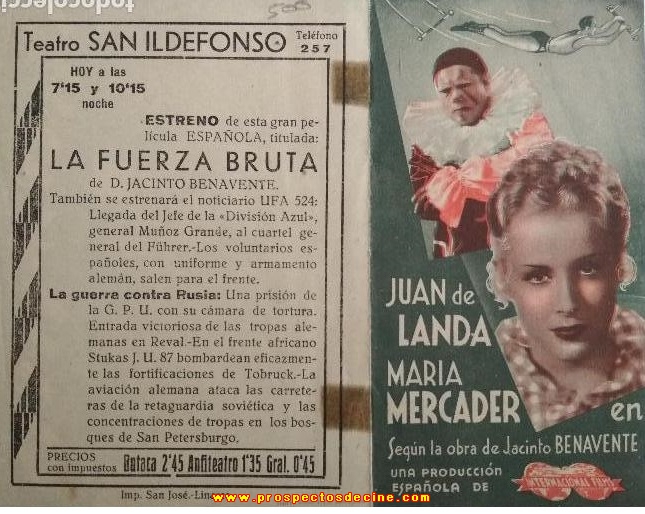 todocoleccion
500
Teatro SAN ILDEFONSO Teléfono 257
HOY a las
7'15 y 10'15
noche
ESTRENO de esta gran pe-
lícula ESPAÑOLA, titulada:
LA FUERZA BRUTA
de D. JACINTO BENAVENTE.
También se estrenará el noticiario UFA 524:
Llegada del Jefe de la «División Azul»,
general Muñoz Grande, al cuartel ge-
neral del Führer.-Los voluntarios es-
pañoles, con uniforme y armamento
alemán, salen para el frente.
La guerra contra Rusia: Una prisión de
la G. P. U. con su cámara de tortura.
Entrada victoriosa de las tropas ale-
manas en Reval.-En el frente africano
Stukas J. U. 87 bombardean eficazmen-
te las fortificaciones de Tobruck.-La
aviación alemana ataca las carrete-
ras de la retaguardia soviética y las
concentraciones de tropas en los bos-
ques de San Petersburgo.
PRECIOS
con impuestos
Butaca 2'45 Anfiteatro 1'35 Gral. 0'45
Imp. San José.-Lin
JUAN de
LANDA
MARIA
MERCADER en
Según la obra de Jacinto BENAVENTE
UNA PRODUCCIÓN
ESPAÑOLA DE
INTERNACIONAL FILMS
www.prospectosdecine.com